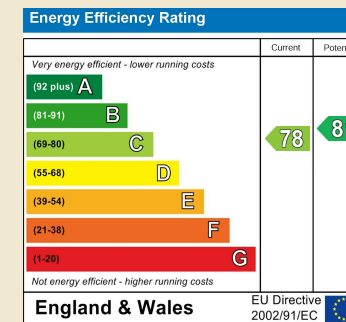 Energy Efficiency Rating
Current
Very energy efficient - lower running costs
(92 plus) A
(81-91) B
(69-80) C
(55-68) D
(39-54) E
(21-38) F
(1-20) G
78
Not energy efficient - higher running costs
England & Wales
EU Directive
2002/91/EC